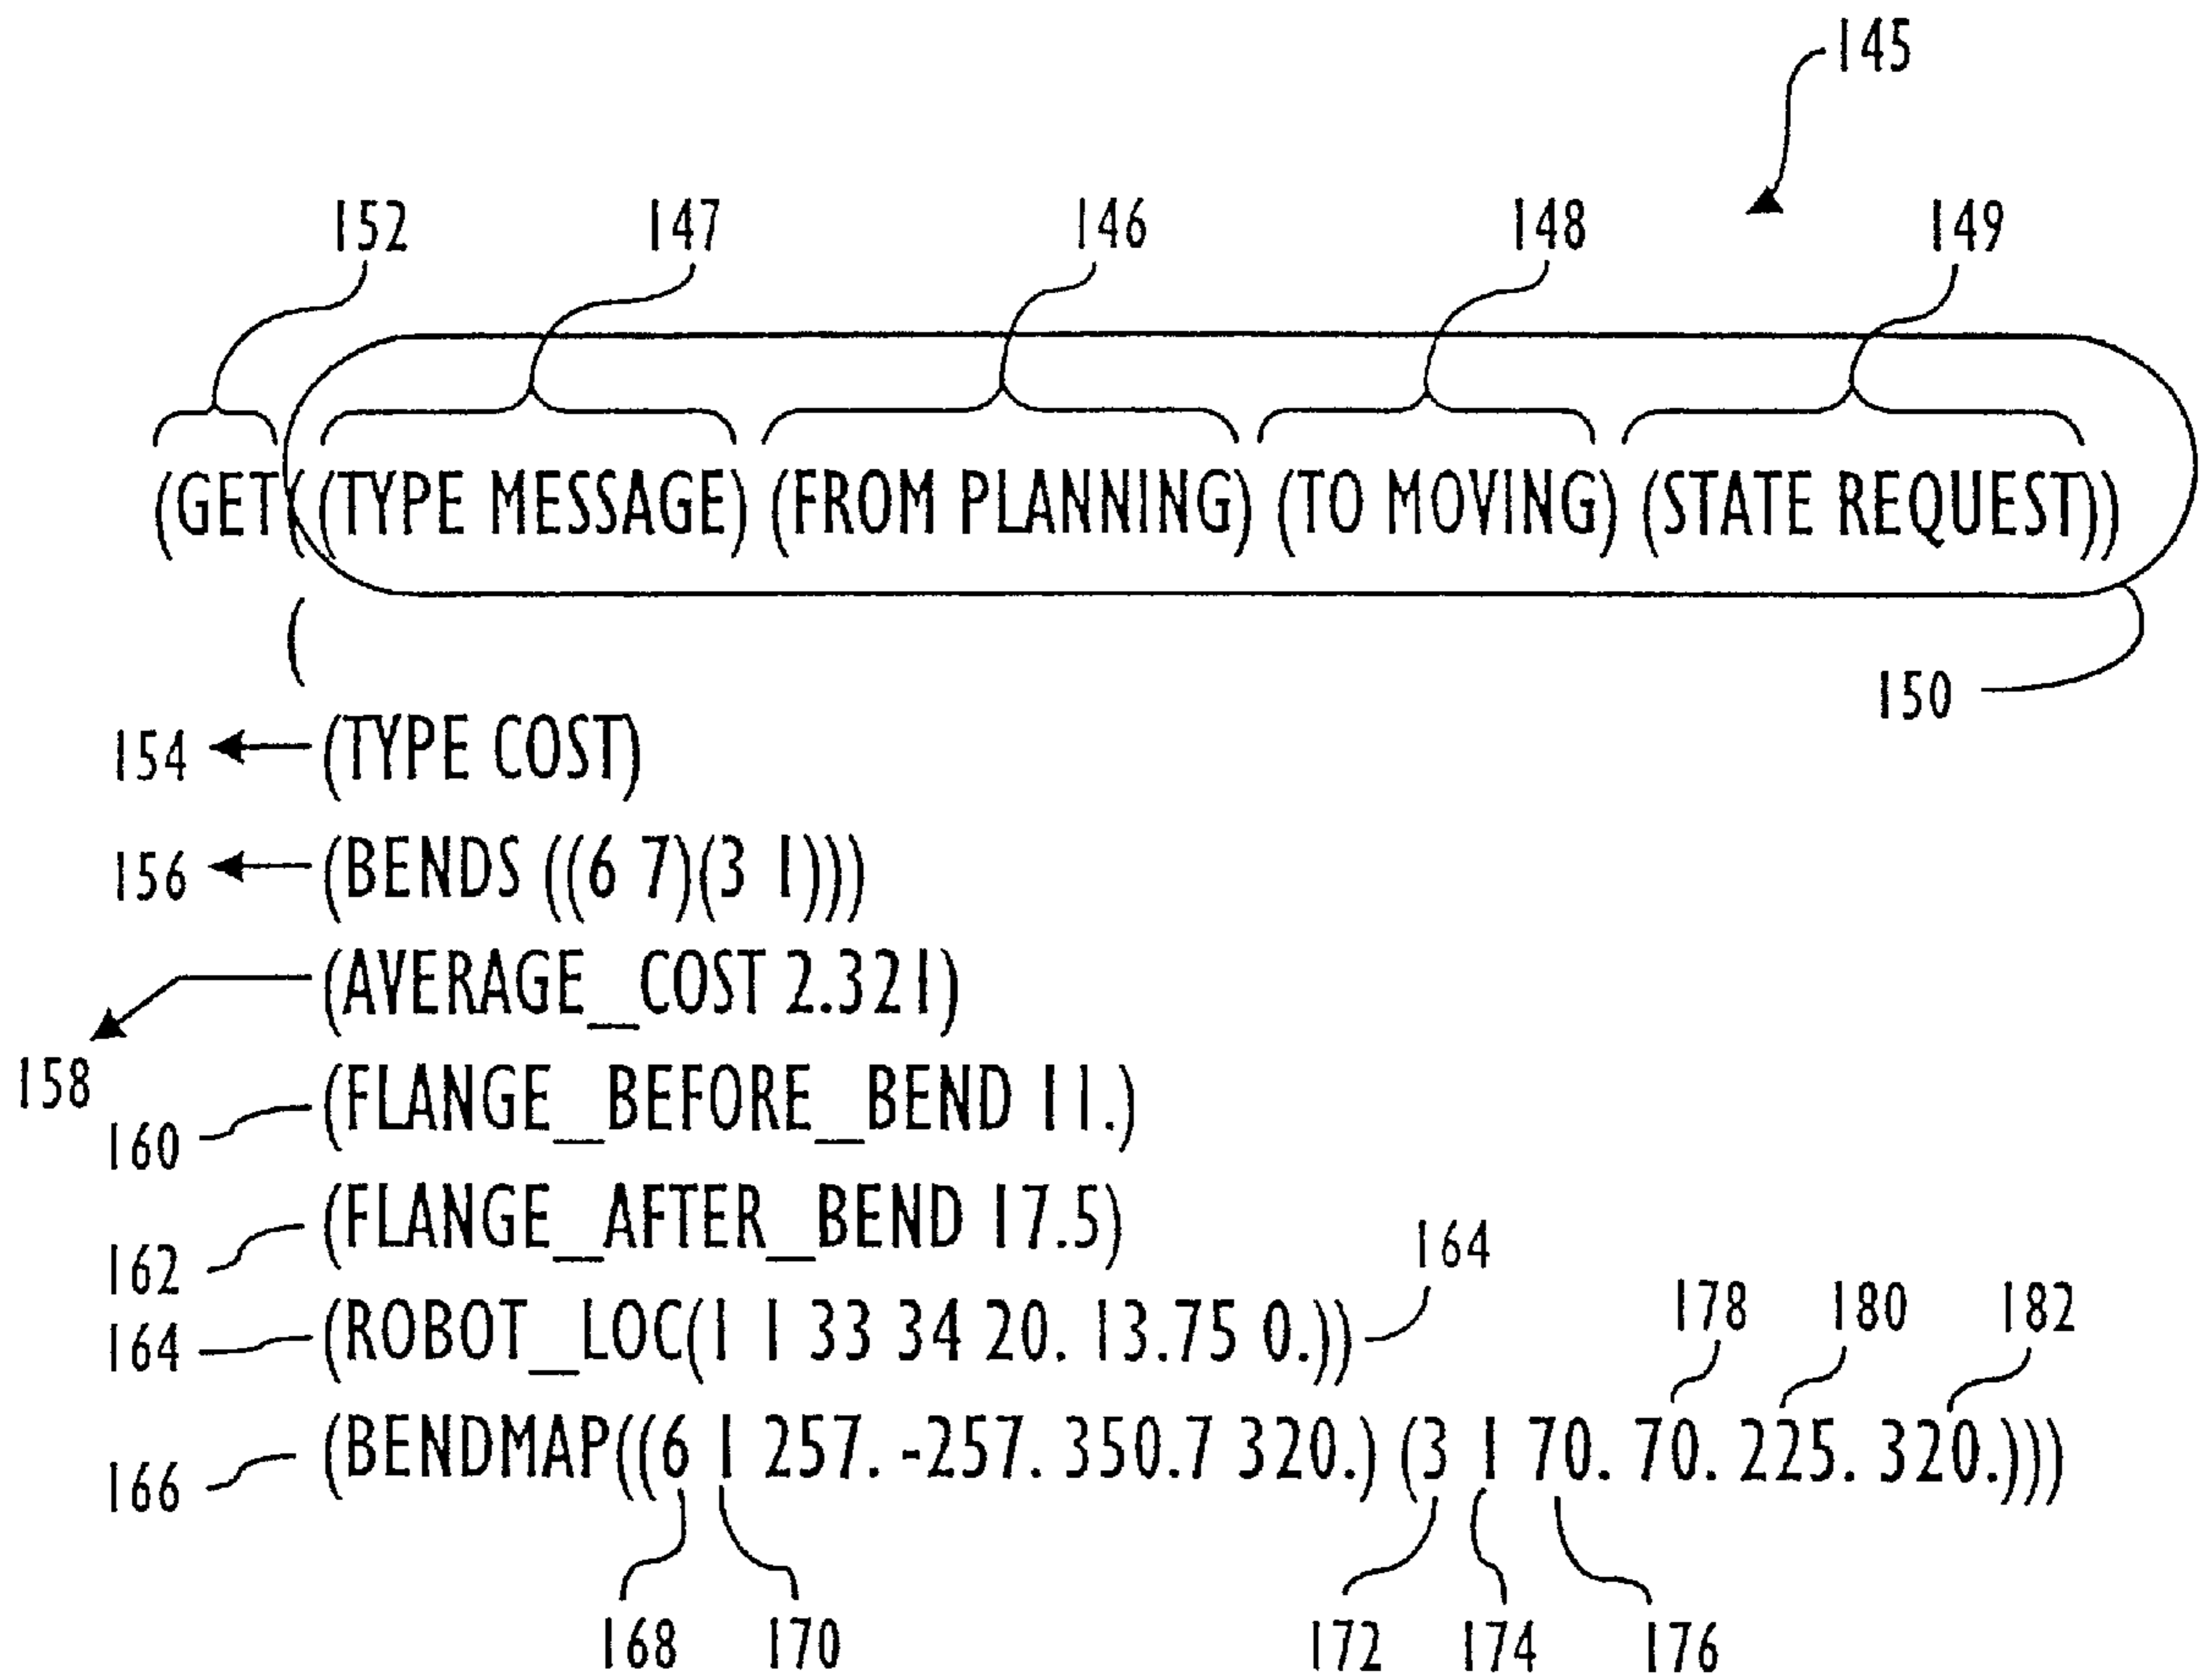 145
152 147 146 148 149
(GET((TYPE MESSAGE) (FROM PLANNING) (TO MOVING) (STATE REQUEST))
(
150
154 (TYPE COST)
156 (BENDS ((6 7)(3 1)))
(AVERAGE_COST 2.321)
158
(FLANGE_BEFORE_BEND 11.)
160
(FLANGE_AFTER_BEND 17.5)
162
164
164 (ROBOT_LOC(1 1 33 34 20. 13.75 0.))
178 180 182
166 (BENDMAP((6 1 257. -257. 350.7 320.) (3 1 70. 70. 225. 320.)))
168 170 172 174 176